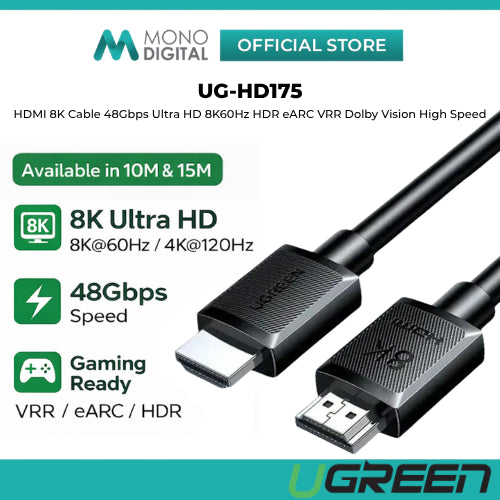 MONO
DIGITAL
OFFICIAL STORE
UG-HD175
HDMI 8K Cable 48Gbps Ultra HD 8K60Hz HDR eARC VRR Dolby Vision High Speed
Available in 10M & 15M
8K
8K Ultra HD
8K@60Hz / 4K@120Hz
48Gbps
Speed
Gaming
Ready
VRR / eARC / HDR
UGREEN
HDMI
8K
UGREEN